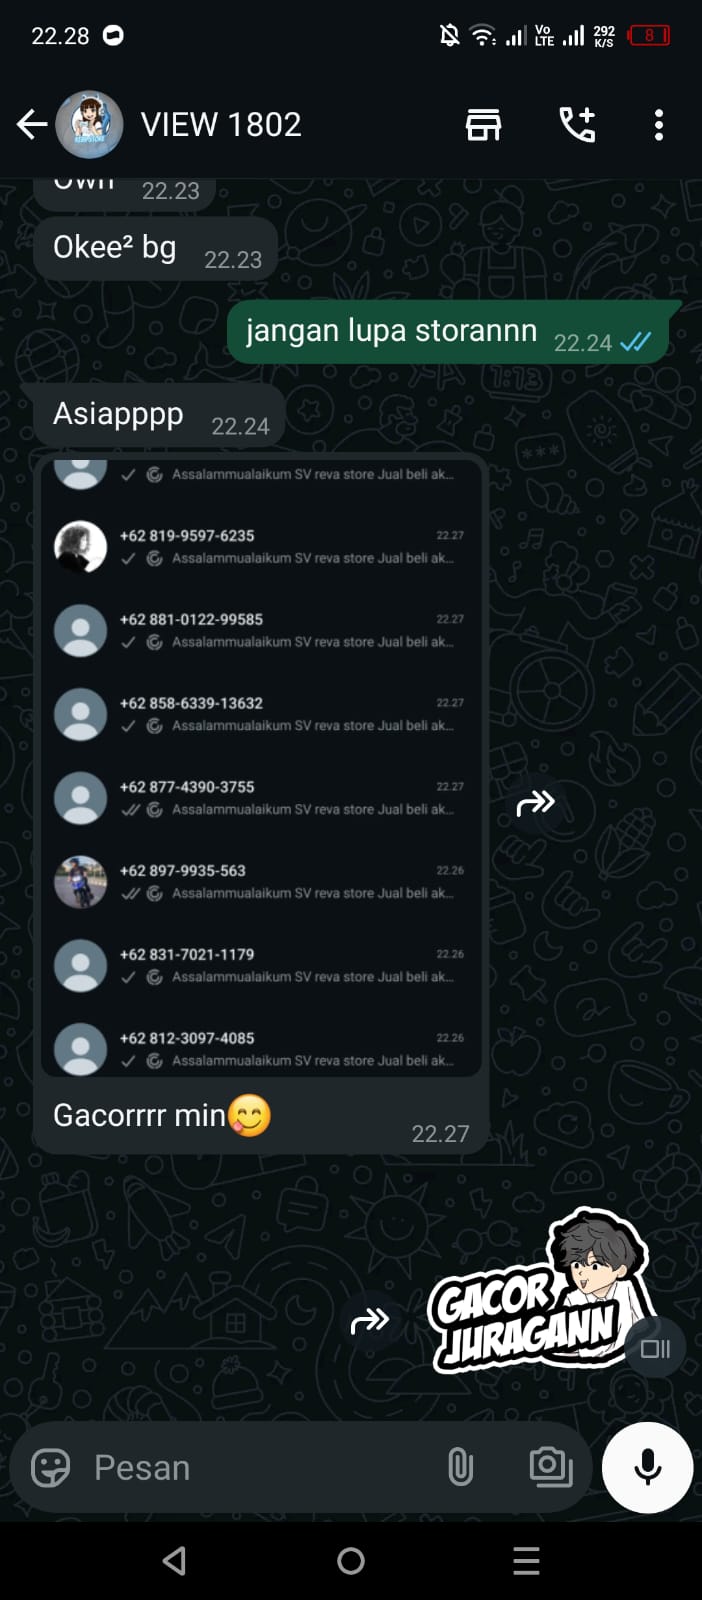 22.28
Vo
LTE
292
K/S
8
VIEW 1802
Own 22.23
Okee² bg 22.23
jangan lupa storannn 22.24
Asiapppp 22.24
Assalammualaikum SV reva store Jual beli ak...
+62 819-9597-6235 22.27
Assalammualaikum SV reva store Jual beli ak...
+62 881-0122-99585 22.27
Assalammualaikum SV reva store Jual beli ak...
+62 858-6339-13632 22.27
Assalammualaikum SV reva store Jual beli ak...
+62 877-4390-3755 22.27
Assalammualaikum SV reva store Jual beli ak...
+62 897-9935-563 22.26
Assalammualaikum SV reva store Jual beli ak...
+62 831-7021-1179 22.26
Assalammualaikum SV reva store Jual beli ak...
+62 812-3097-4085 22.26
Assalammualaikum SV reva store Jual beli ak...
Gacorrrr min😋 22.27
GACOR
JURAGANN
Pesan